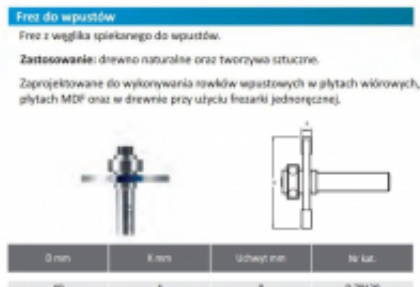 Frez do wpustów
Frez z węglika spiekanego do wpustów.
Zastosowanie: drewno naturalne oraz tworzywa sztuczne.
Zaprojektowane do wykonywania rowków wpustowych w płytach wiórowych,
płytach MDF oraz w drewnie przy użyciu frezarki jednoręcznej.
D mm K mm Uchwyt mm Nr kat.